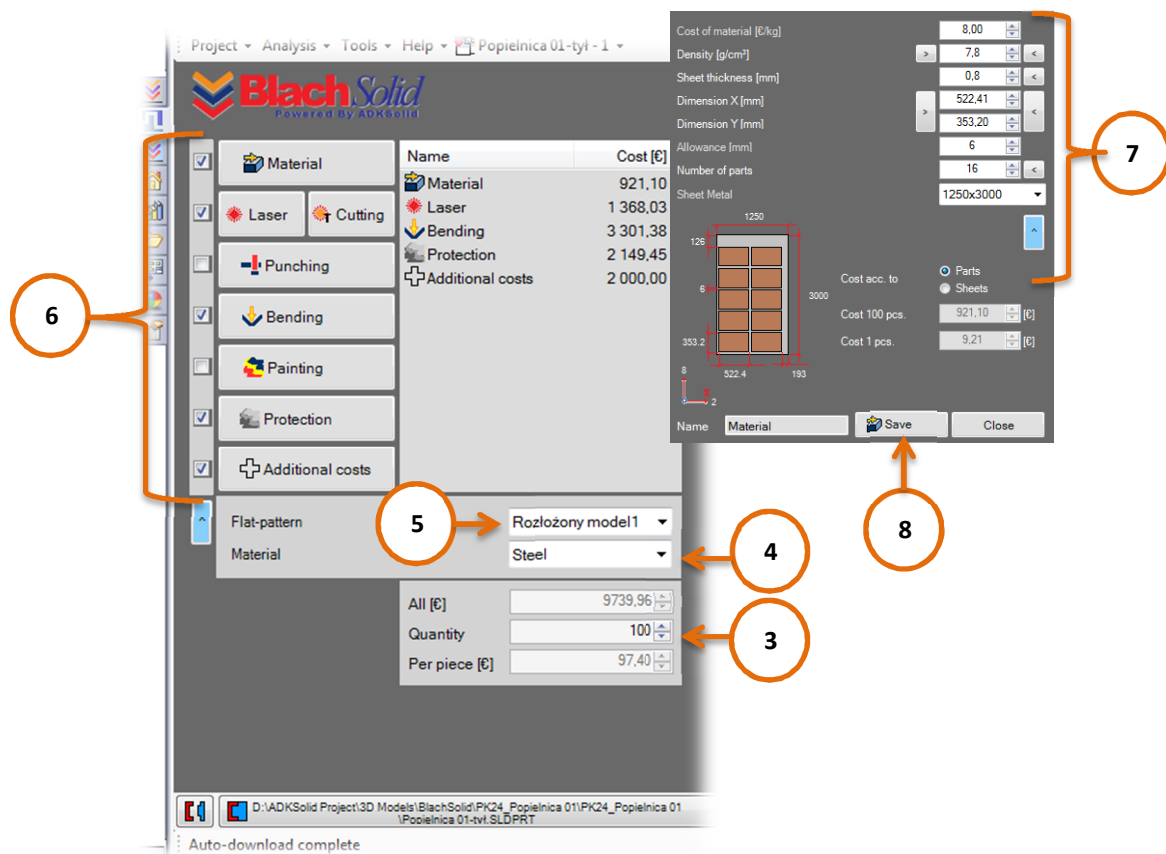 Project Analysis Tools Help Popielnica 01-tył - 1
BlachSolid
Powered By ADKSolid
Material
Laser Cutting
Punching
Bending
Painting
Protection
Additional costs
Name Cost [€]
Material 921,10
Laser 1 368,03
Bending 3 301,38
Protection 2 149,45
Additional costs 2 000,00
6
Flat-pattern Rozłożony model1
5
Material Steel
4
All [€] 9739,96
Quantity 100
3
Per piece [€] 97,40
D:\ADKSolid Project\3D Models\BlachSolid\PK24_Popielnica 01\PK24_Popielnica 01
\Popielnica 01-tył.SLDPRT
Auto-download complete
Cost of material [€/kg] 8,00
Density [g/cm³] > 7,8 <
Sheet thickness [mm] 0,8 <
Dimension X [mm] 522,41
> <
Dimension Y [mm] 353,20
Allowance [mm] 6
Number of parts 16 <
Sheet Metal 1250x3000
7
1250
126
6
3000
353.2
522.4 193
8
X
2
Cost acc. to Parts
Sheets
Cost 100 pcs. 921,10 [€]
Cost 1 pcs. 9,21 [€]
Name Material Save Close
8